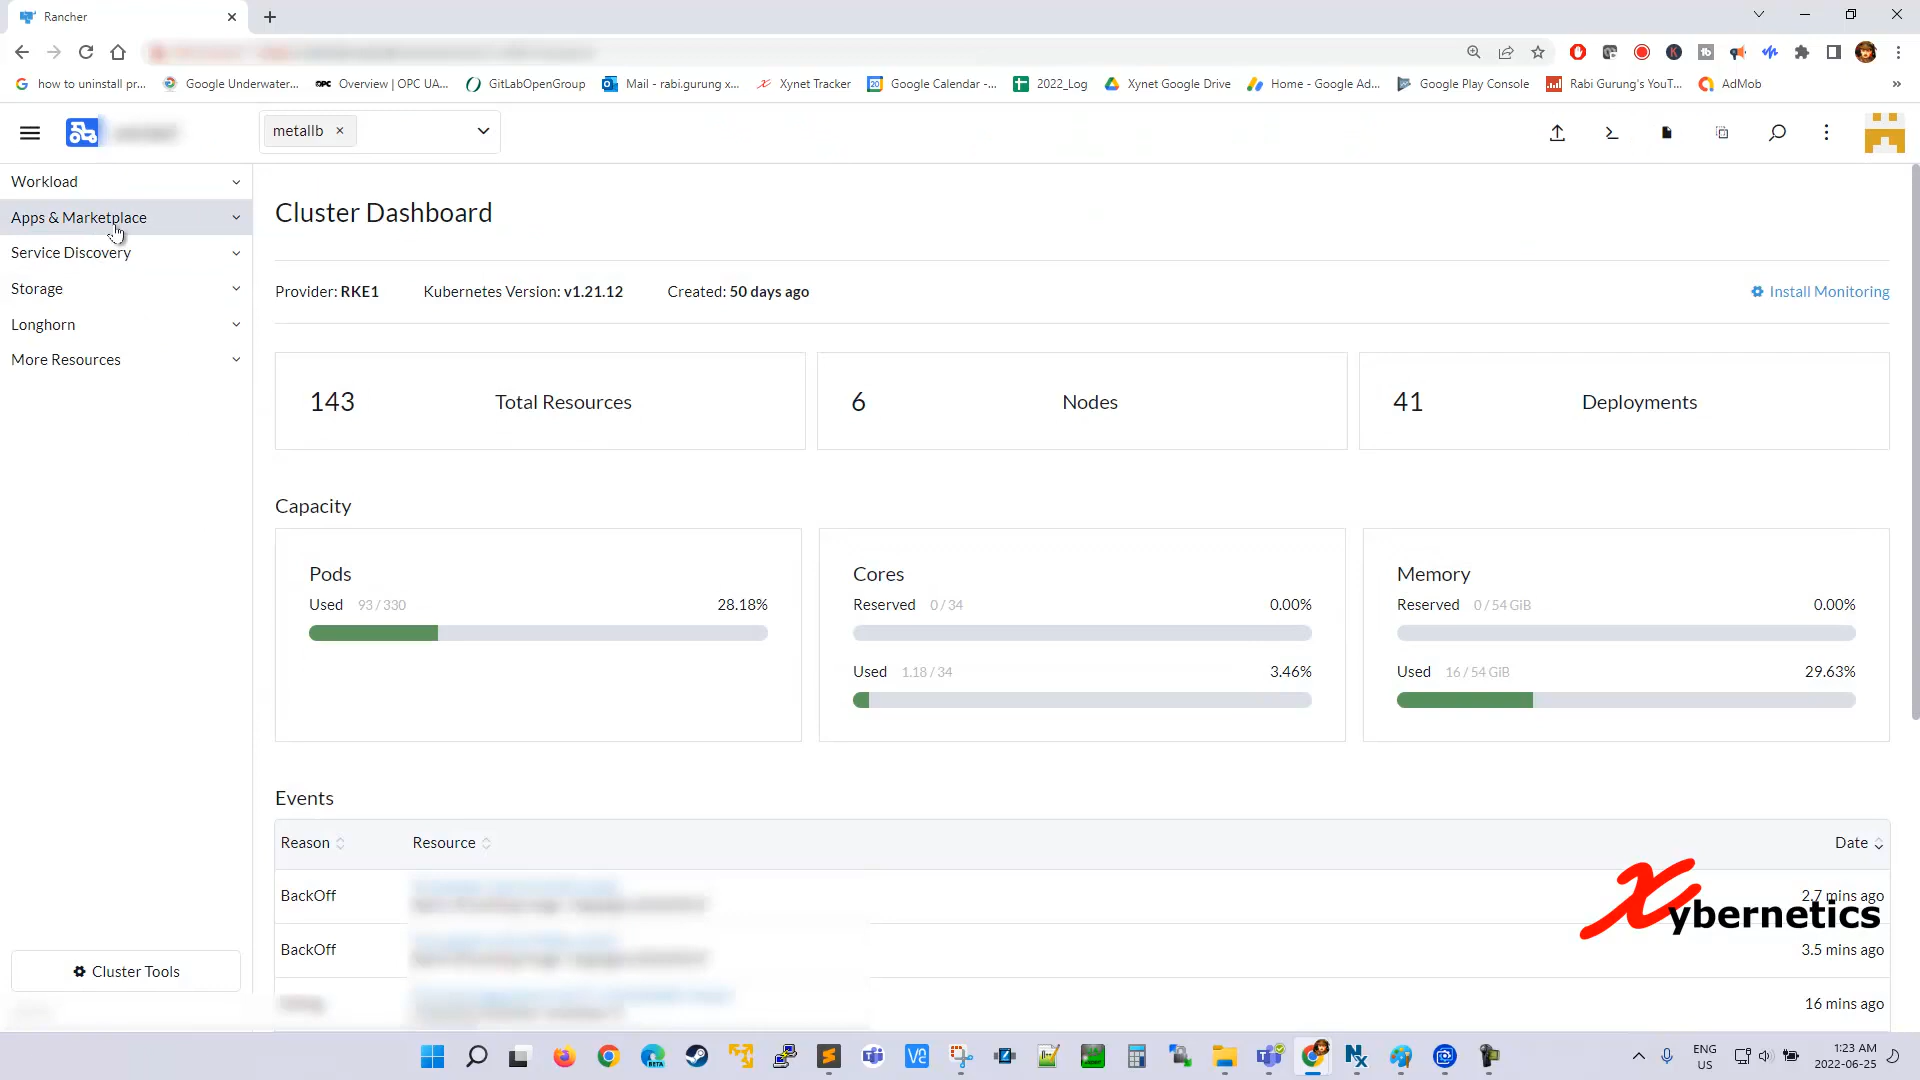 Rancher
how to uninstall pr...
Google Underwater...
OPC Overview | OPC UA...
GitLabOpenGroup
Mail - rabi.gurung x...
Xynet Tracker
Google Calendar -...
2022_Log
Xynet Google Drive
Home - Google Ad...
Google Play Console
Rabi Gurung's YouT...
AdMob
metallb
Workload
Apps & Marketplace
Service Discovery
Storage
Longhorn
More Resources
Cluster Tools
Cluster Dashboard
Provider: RKE1 Kubernetes Version: v1.21.12 Created: 50 days ago
Install Monitoring
143 Total Resources
6 Nodes
41 Deployments
Capacity
Pods
Used 93 / 330 28.18%
Cores
Reserved 0 / 34 0.00%
Used 1.18 / 34 3.46%
Memory
Reserved 0 / 54 GiB 0.00%
Used 16 / 54 GiB 29.63%
Events
Reason Resource Date
BackOff 2.7 mins ago
BackOff 3.5 mins ago
16 mins ago
Xybernetics
ENG
US
1:23 AM
2022-06-25